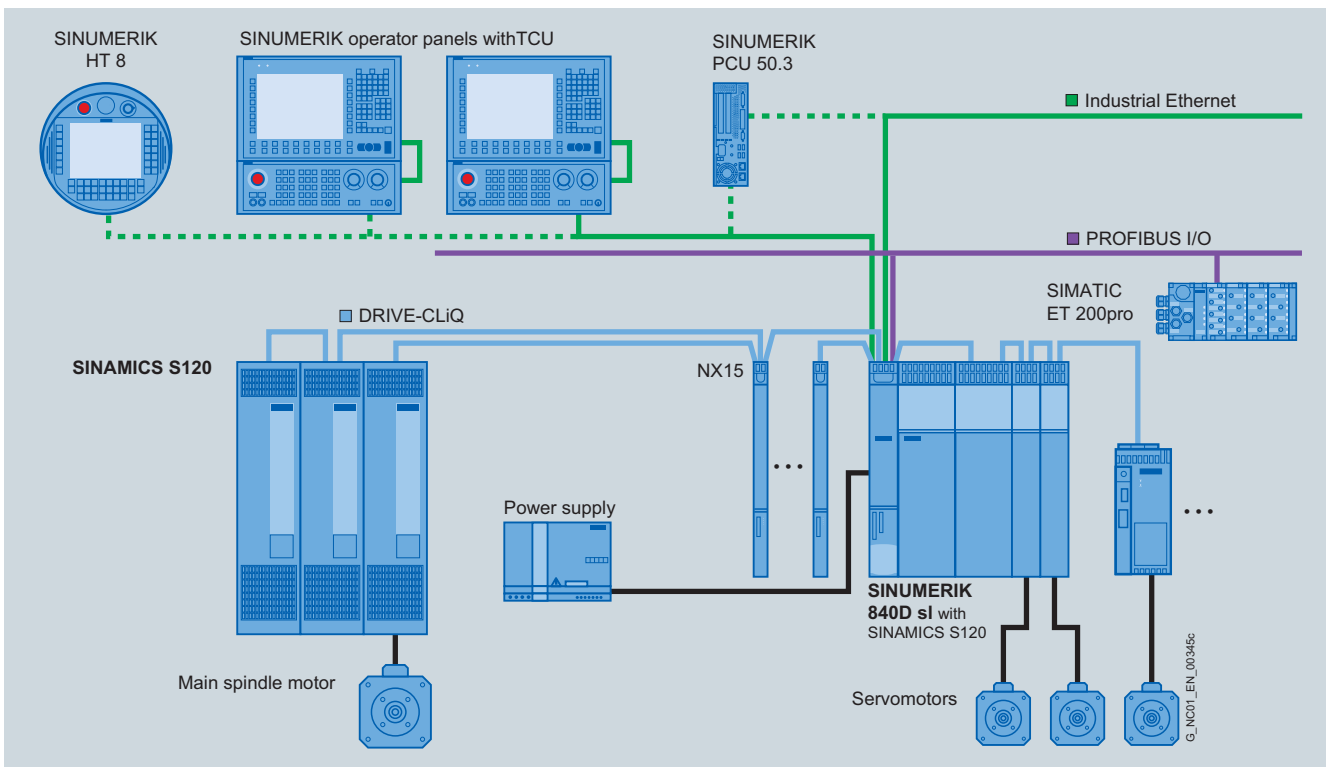 SINUMERIK
HT 8
SINUMERIK operator panels withTCU
SINUMERIK
PCU 50.3
Industrial Ethernet
PROFIBUS I/O
SIMATIC
ET 200pro
DRIVE-CLiQ
SINAMICS S120
NX15
...
Power supply
...
SINUMERIK
840D sl with
SINAMICS S120
Main spindle motor
Servomotors
G_NC01_EN_00345c